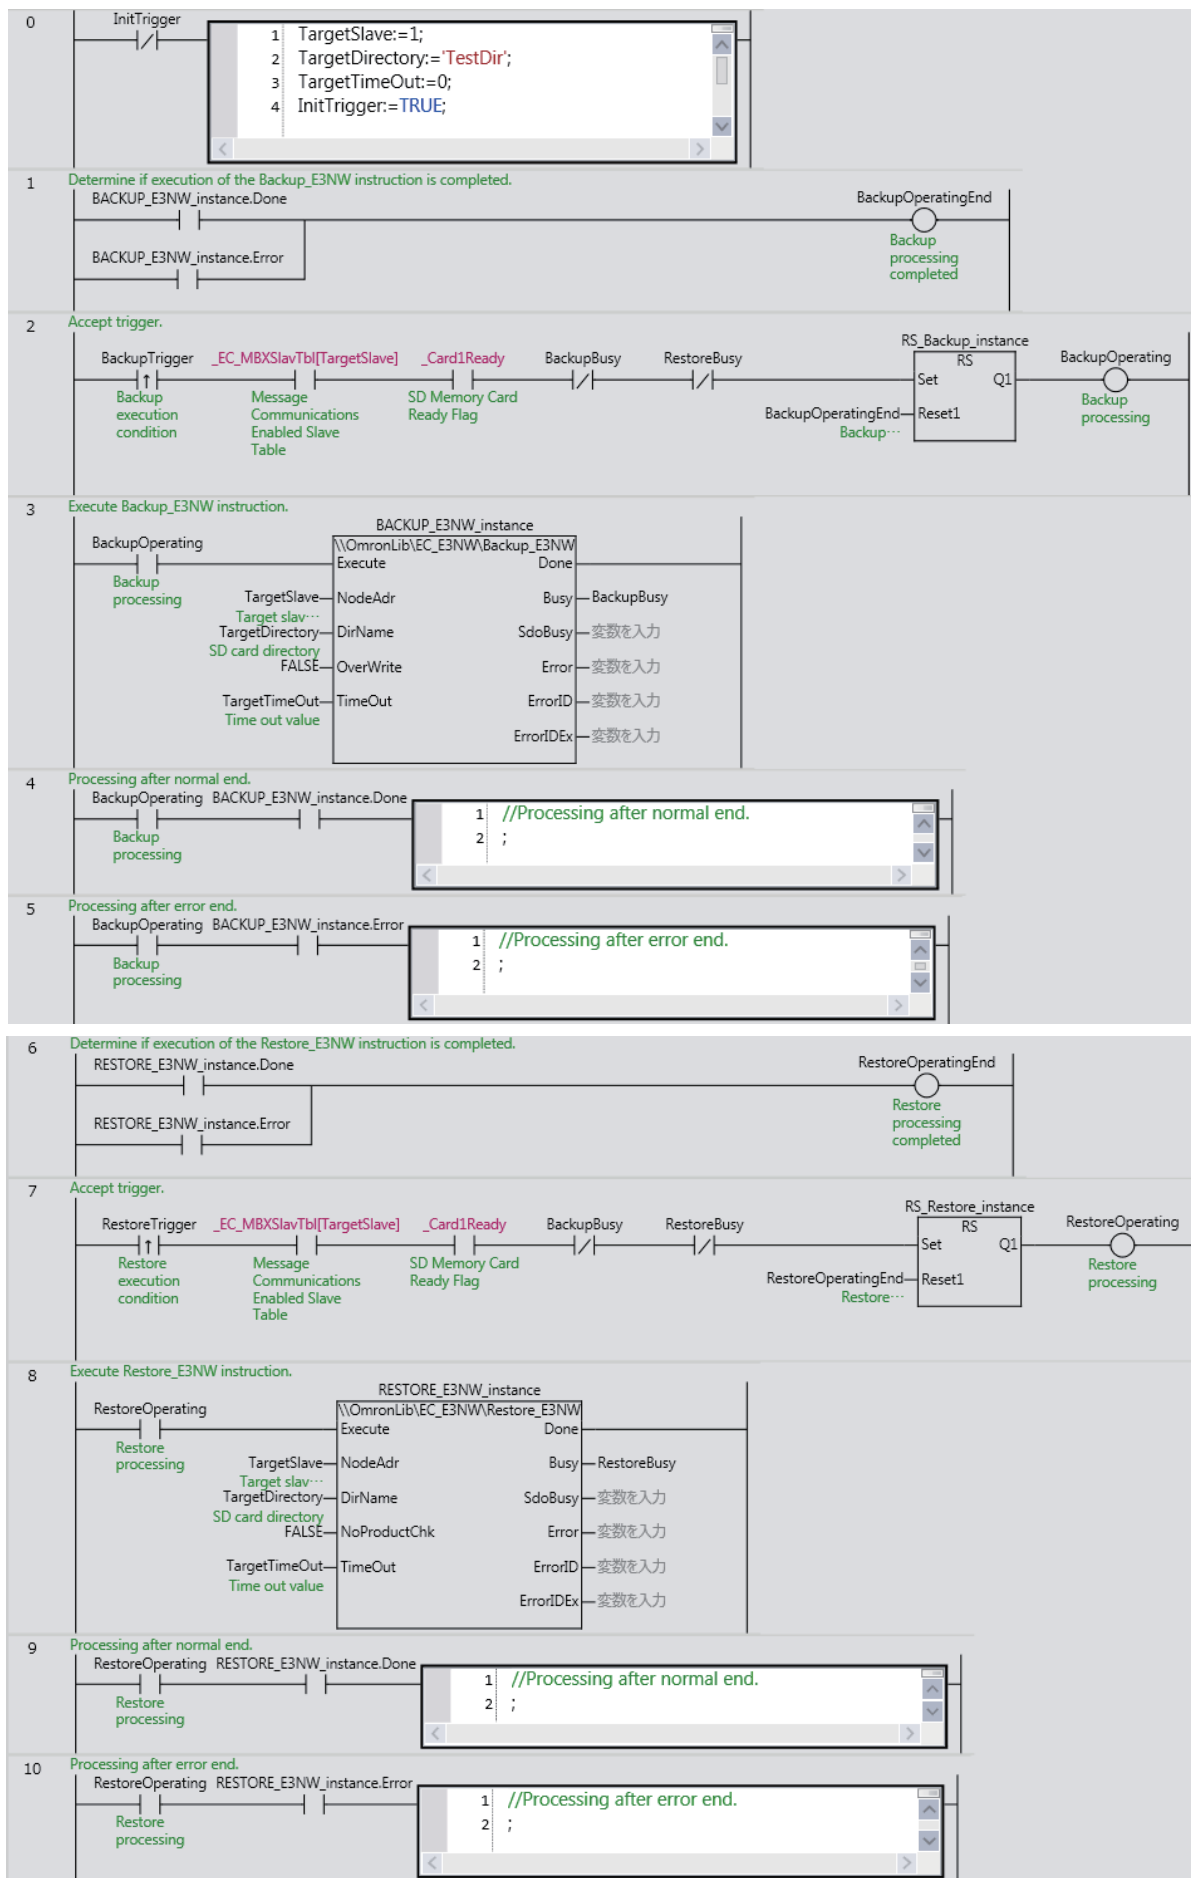 0
InitTrigger
1 TargetSlave:=1;
2 TargetDirectory:='TestDir';
3 TargetTimeOut:=0;
4 InitTrigger:=TRUE;
1
Determine if execution of the Backup_E3NW instruction is completed.
BACKUP_E3NW_instance.Done
BackupOperatingEnd
Backup
processing
completed
BACKUP_E3NW_instance.Error
2
Accept trigger.
RS_Backup_instance
BackupTrigger _EC_MBXSlavTbl[TargetSlave] _Card1Ready BackupBusy RestoreBusy RS BackupOperating
Set Q1
Backup
execution
condition
Message
Communications
Enabled Slave
Table
SD Memory Card
Ready Flag
Backup
processing
BackupOperatingEnd Reset1
Backup…
3
Execute Backup_E3NW instruction.
BACKUP_E3NW_instance
BackupOperating
\\OmronLib\EC_E3NW\Backup_E3NW
Execute Done
Backup
processing
TargetSlave NodeAdr Busy BackupBusy
Target slav…
TargetDirectory DirName SdoBusy 変数を入力
SD card directory
FALSE OverWrite Error 変数を入力
TargetTimeOut TimeOut ErrorID 変数を入力
Time out value
ErrorIDEx 変数を入力
4
Processing after normal end.
BackupOperating BACKUP_E3NW_instance.Done
Backup
processing
1 //Processing after normal end.
2 ;
5
Processing after error end.
BackupOperating BACKUP_E3NW_instance.Error
Backup
processing
1 //Processing after error end.
2 ;
6
Determine if execution of the Restore_E3NW instruction is completed.
RESTORE_E3NW_instance.Done
RestoreOperatingEnd
Restore
processing
completed
RESTORE_E3NW_instance.Error
7
Accept trigger.
RS_Restore_instance
RestoreTrigger _EC_MBXSlavTbl[TargetSlave] _Card1Ready BackupBusy RestoreBusy RS RestoreOperating
Set Q1
Restore
execution
condition
Message
Communications
Enabled Slave
Table
SD Memory Card
Ready Flag
Restore
processing
RestoreOperatingEnd Reset1
Restore…
8
Execute Restore_E3NW instruction.
RESTORE_E3NW_instance
RestoreOperating
\\OmronLib\EC_E3NW\Restore_E3NW
Execute Done
Restore
processing
TargetSlave NodeAdr Busy RestoreBusy
Target slav…
TargetDirectory DirName SdoBusy 変数を入力
SD card directory
FALSE NoProductChk Error 変数を入力
TargetTimeOut TimeOut ErrorID 変数を入力
Time out value
ErrorIDEx 変数を入力
9
Processing after normal end.
RestoreOperating RESTORE_E3NW_instance.Done
Restore
processing
1 //Processing after normal end.
2 ;
10
Processing after error end.
RestoreOperating RESTORE_E3NW_instance.Error
Restore
processing
1 //Processing after error end.
2 ;